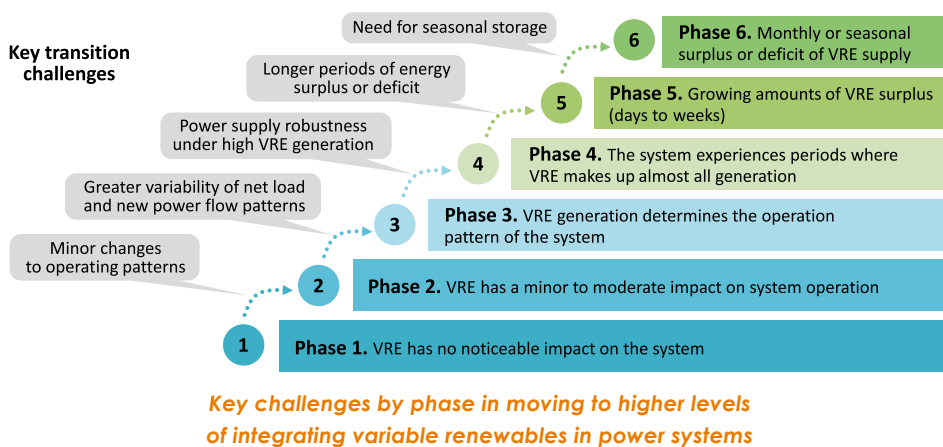 Key transition
challenges
Need for seasonal storage
6
Phase 6. Monthly or seasonal
surplus or deficit of VRE supply
Longer periods of energy
surplus or deficit
5
Phase 5. Growing amounts of VRE surplus
(days to weeks)
Power supply robustness
under high VRE generation
4
Phase 4. The system experiences periods where
VRE makes up almost all generation
Greater variability of net load
and new power flow patterns
3
Phase 3. VRE generation determines the operation
pattern of the system
Minor changes
to operating patterns
2
Phase 2. VRE has a minor to moderate impact on system operation
1
Phase 1. VRE has no noticeable impact on the system
Key challenges by phase in moving to higher levels
of integrating variable renewables in power systems